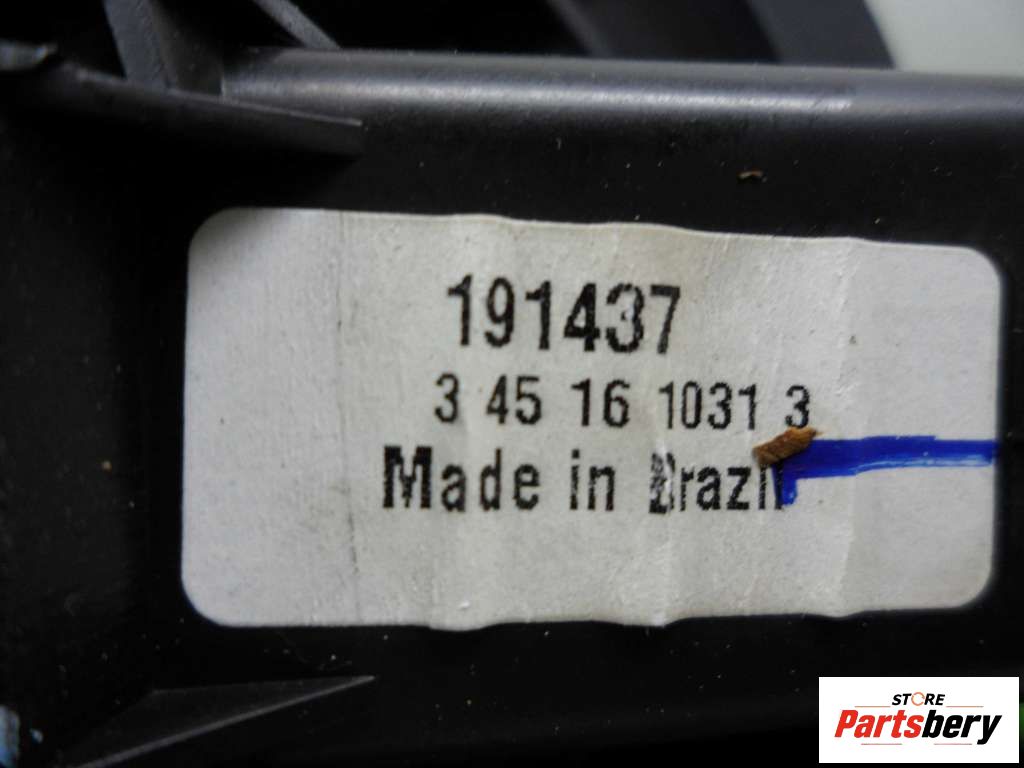 191437
3 45 16 1031 3
Made in Brazil
STORE
Partsbery